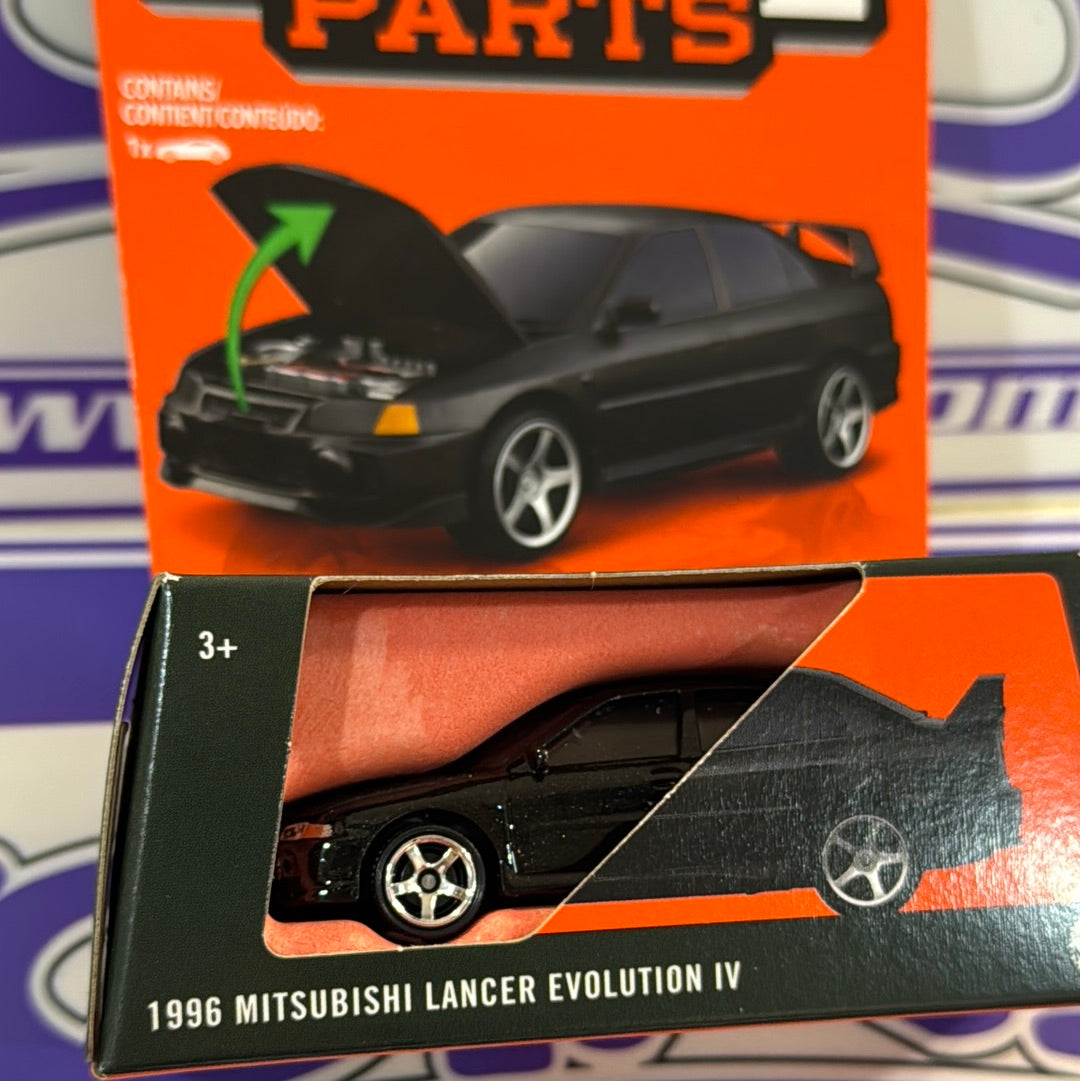 PARTS
CONTAINS/
CONTIENT/CONTEÚDO:
1x
3+
1996 MITSUBISHI LANCER EVOLUTION IV